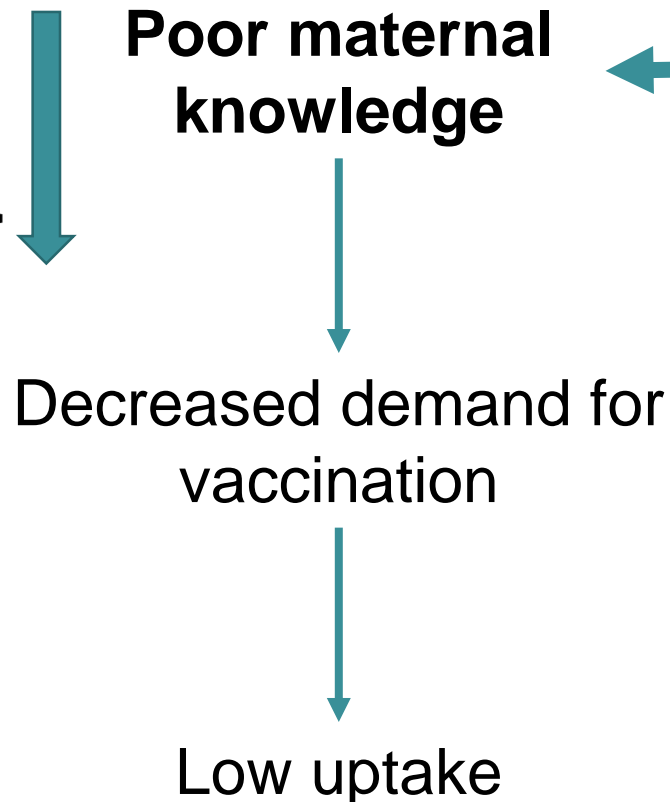 Poor maternal
knowledge
Decreased demand for
vaccination
Low uptake